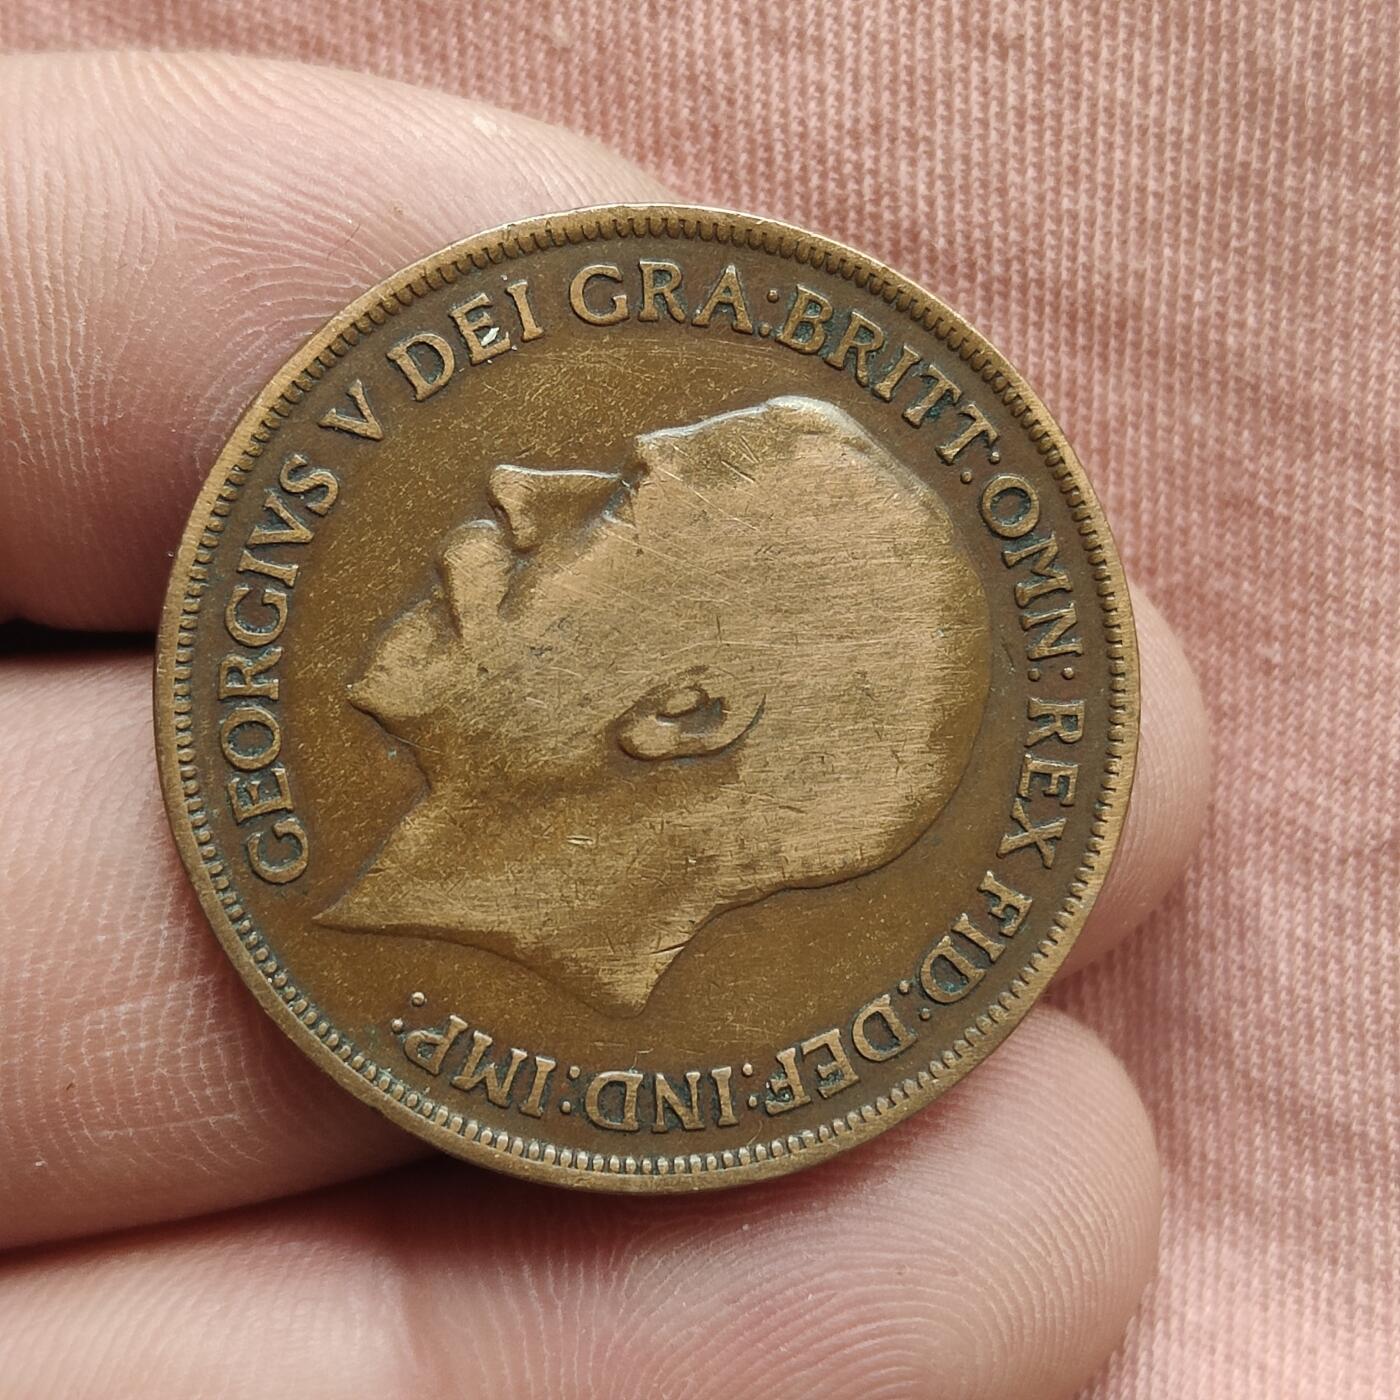 GEORGIVS V DEI GRA:BRITT:OMN:REX FID:DEF:IND:IMP: